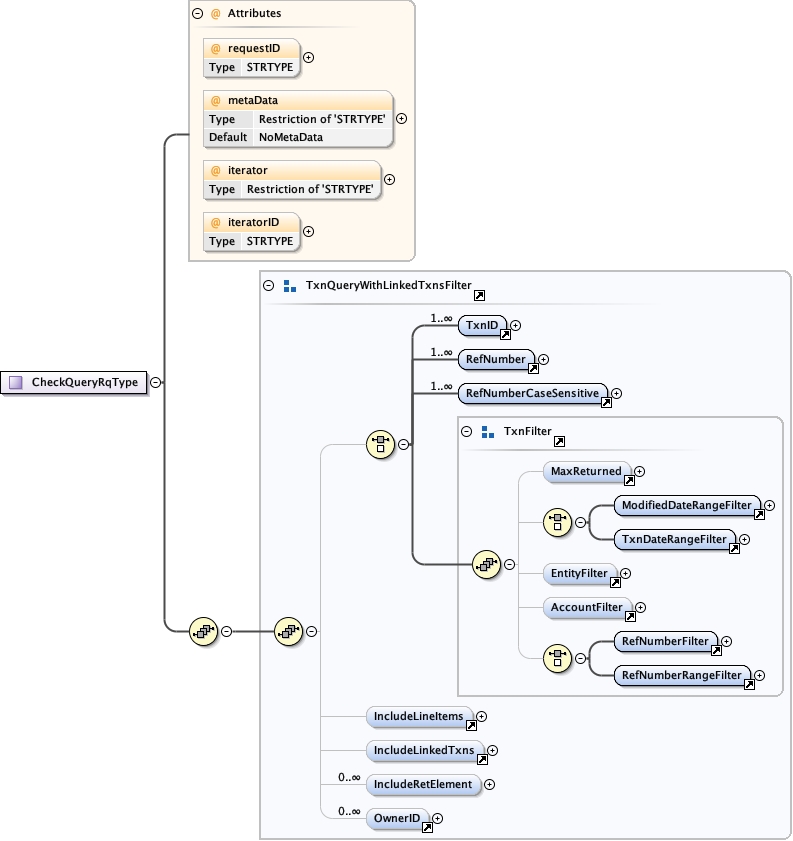 @ Attributes
@ requestID
Type STRTYPE
@ metaData
Type Restriction of 'STRTYPE'
Default NoMetaData
@ iterator
Type Restriction of 'STRTYPE'
@ iteratorID
Type STRTYPE
CheckQueryRqType
TxnQueryWithLinkedTxnsFilter
1..∞
TxnID
1..∞
RefNumber
1..∞
RefNumberCaseSensitive
TxnFilter
MaxReturned
ModifiedDateRangeFilter
TxnDateRangeFilter
EntityFilter
AccountFilter
RefNumberFilter
RefNumberRangeFilter
IncludeLineItems
IncludeLinkedTxns
0..∞
IncludeRetElement
0..∞
OwnerID